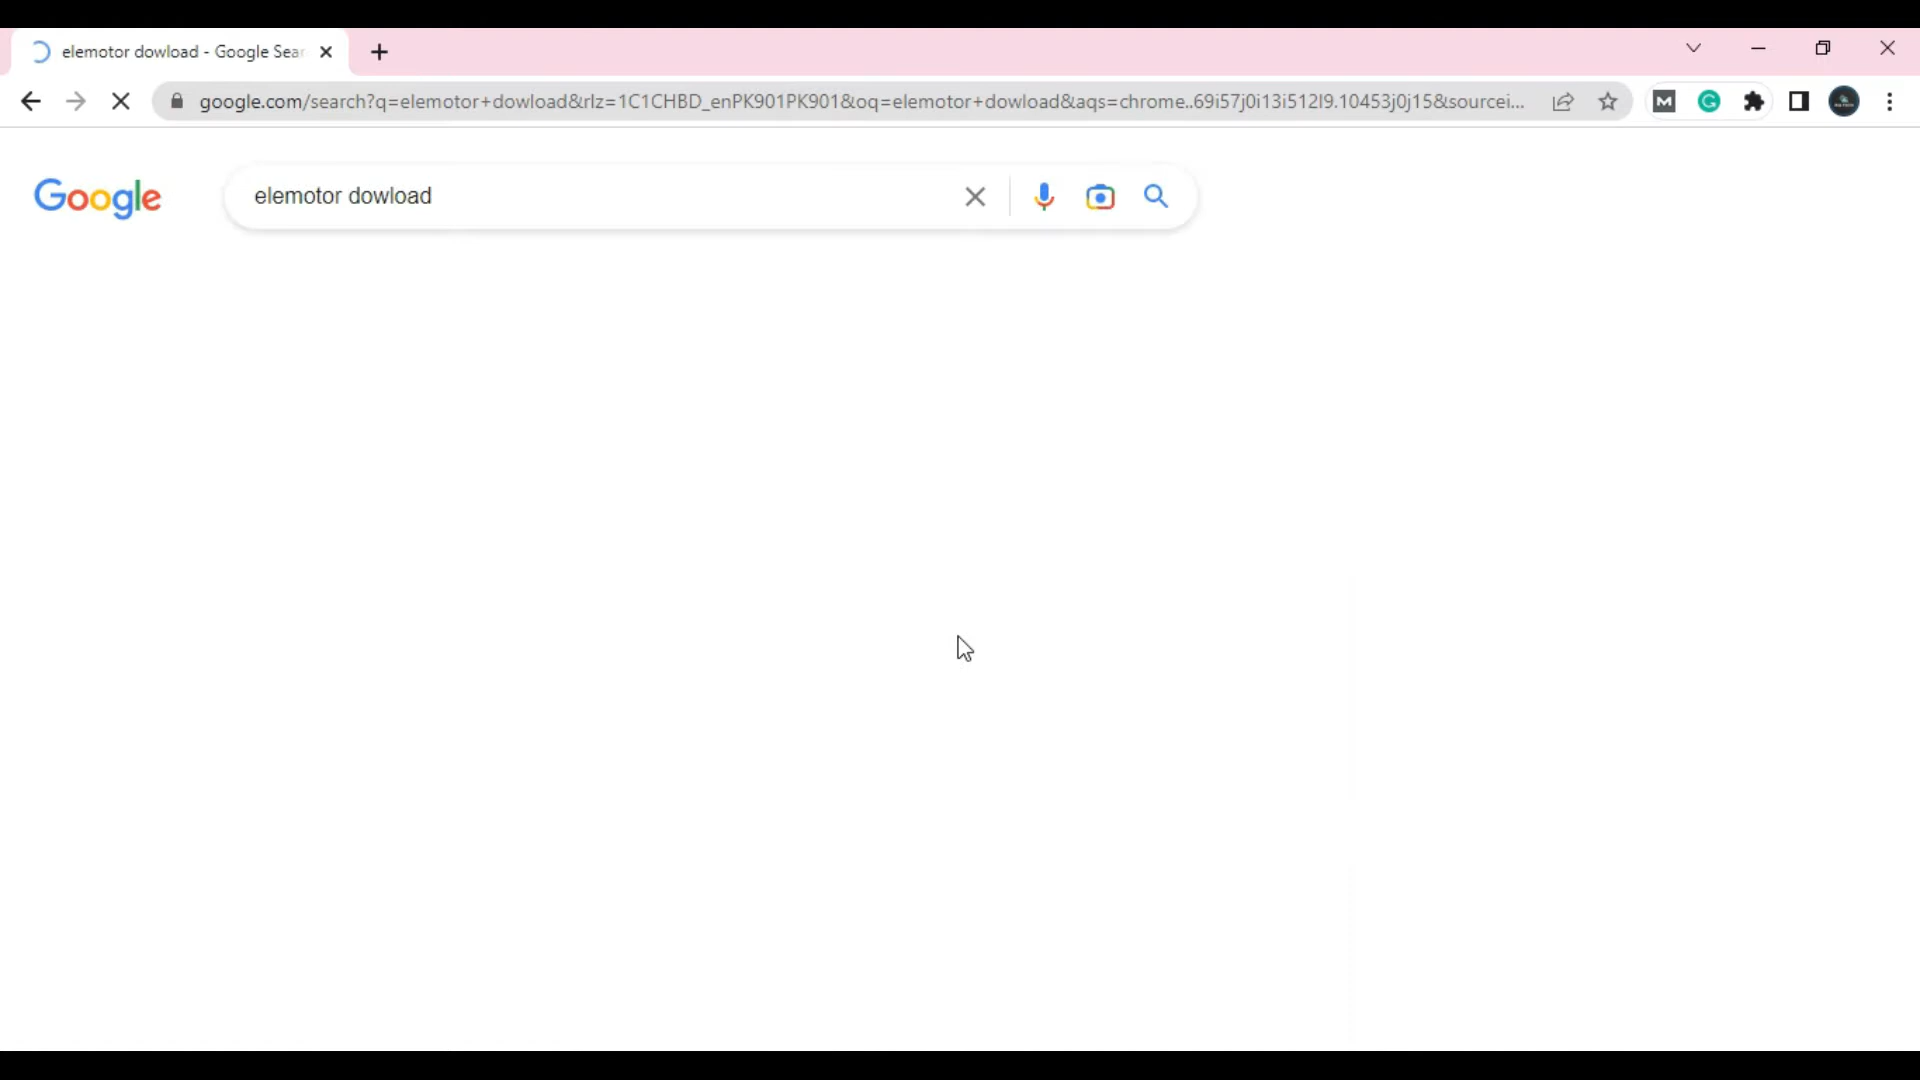 elemotor dowload - Google Sear
google.com/search?q=elemotor+dowload&rlz=1C1CHBD_enPK901PK901&oq=elemotor+dowload&aqs=chrome..69i57j0i13i512l9.10453j0j15&sourcei...
Google
elemotor dowload